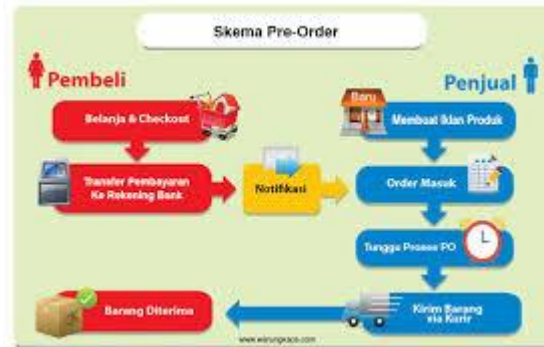 Skema Pre-Order
Pembeli
Penjual
Belanja & Checkout
Baru
Membuat Iklan Produk
Transfer Pembayaran
Ke Rekening Bank
Notifikasi
Order Masuk
Tunggu Proses PO
Barang Diterima
Kirim Barang
via Kurir